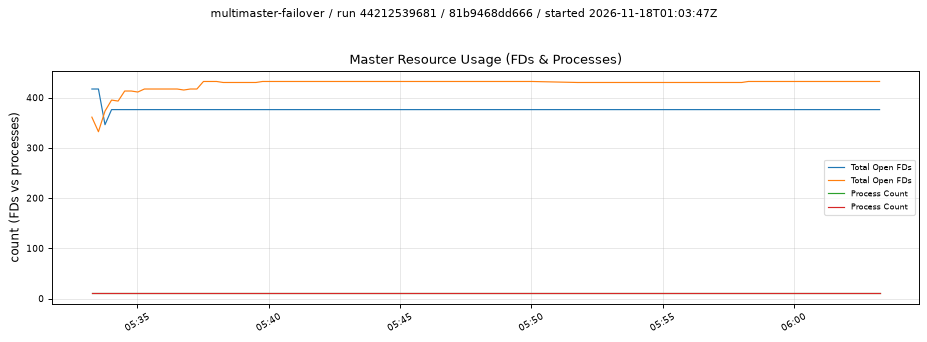 multimaster-failover / run 44212539681 / 81b9468dd666 / started 2026-11-18T01:03:47Z
Master Resource Usage (FDs & Processes)
count (FDs vs processes)
400
300
200
100
0
Total Open FDs
Total Open FDs
Process Count
Process Count
05:35
05:40
05:45
05:50
05:55
06:00